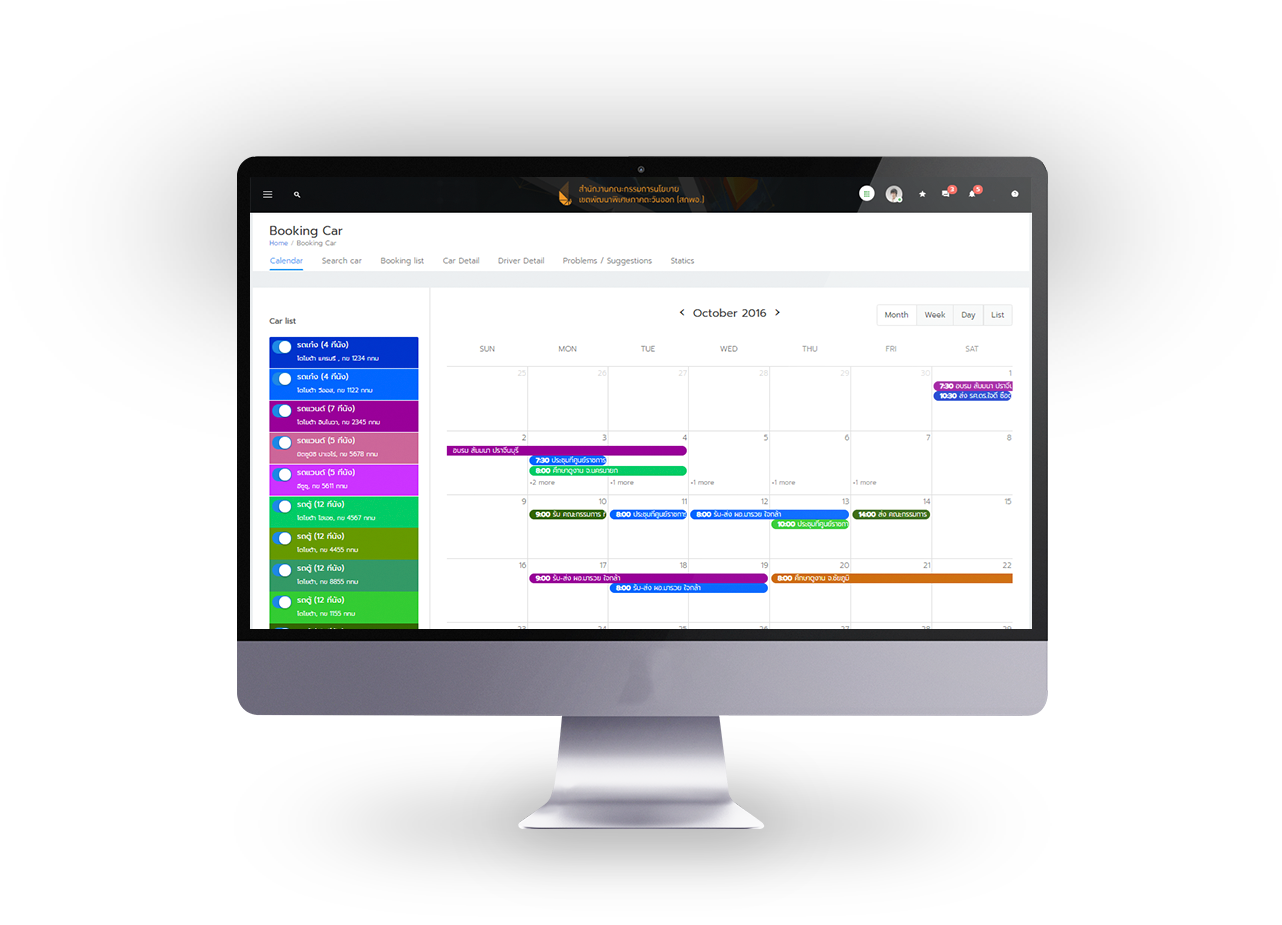 สำนักงานคณะกรรมการนโยบาย
เขตพัฒนาพิเศษภาคตะวันออก (สกพอ.)
3
5
Booking Car
Home / Booking Car
Calendar Search car Booking list Car Detail Driver Detail Problems / Suggestions Statics
Car list
รถเก๋ง (4 ที่นั่ง)
โตโยต้า แครมรี่ , กย 1234 กทม
รถเก๋ง (4 ที่นั่ง)
โตโยต้า วีออส, กย 1122 กทม
รถแวนด์ (7 ที่นั่ง)
โตโยต้า อินโนวา, กย 2345 กทม
รถแวนด์ (5 ที่นั่ง)
มิตซูบิชิ ปาเจโร่, กย 5678 กทม
รถแวนด์ (5 ที่นั่ง)
อีซูซุ, กย 5611 กทม
รถตู้ (12 ที่นั่ง)
โตโยต้า ไฮเอช, กย 4567 กทม
รถตู้ (12 ที่นั่ง)
โตโยต้า, กย 4455 กทม
รถตู้ (12 ที่นั่ง)
โตโยต้า, กย 8855 กทม
รถตู้ (12 ที่นั่ง)
โตโยต้า, กย 1155 กทม
< October 2016 >
Month Week Day List
SUN MON TUE WED THU FRI SAT
25 26 27 28 29 30 1
7:30 อบรม สัมมนา ปราจีนบุ
10:30 ส่ง รศ.ดร.ใจดี ซื่อ
2 3 4 5 6 7 8
อบรม สัมมนา ปราจีนบุรี
7:30 ประชุมที่ศูนย์ราชการ
8:00 ศึกษาดูงาน จ.นครนายก
+2 more +1 more +1 more +1 more +1 more
9 10 11 12 13 14 15
9:00 รับ คณะกรรมการ 8:00 ประชุมที่ศูนย์ราชการ 8:00 รับ-ส่ง ผอ.มารวย ใจกล้า 14:00 ส่ง คณะกรรมการ
10:00 ประชุมที่ศูนย์ราชกา
16 17 18 19 20 21 22
9:00 รับ-ส่ง ผอ.มารวย ใจกล้า 8:00 ศึกษาดูงาน จ.ชัยภูมิ
8:00 รับ-ส่ง ผอ.มารวย ใจกล้า
23 24 25 26 27 28 29